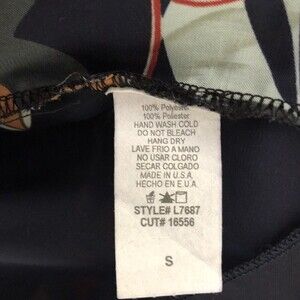 100% Polyester
100% Poliester
HAND WASH COLD
DO NOT BLEACH
HANG DRY
LAVE FRIO A MANO
NO USAR CLORO
SECAR COLGADO
MADE IN U.S.A
HECHO EN E.U.A.
STYLE# L7687
CUT# 16556
S